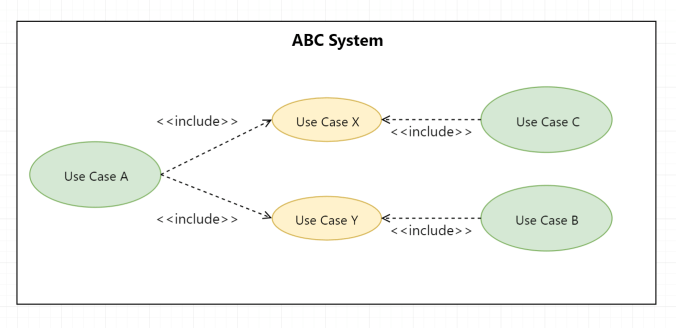 ABC System
<<include>>
Use Case X
Use Case C
<<include>>
Use Case A
<<include>>
Use Case Y
Use Case B
<<include>>